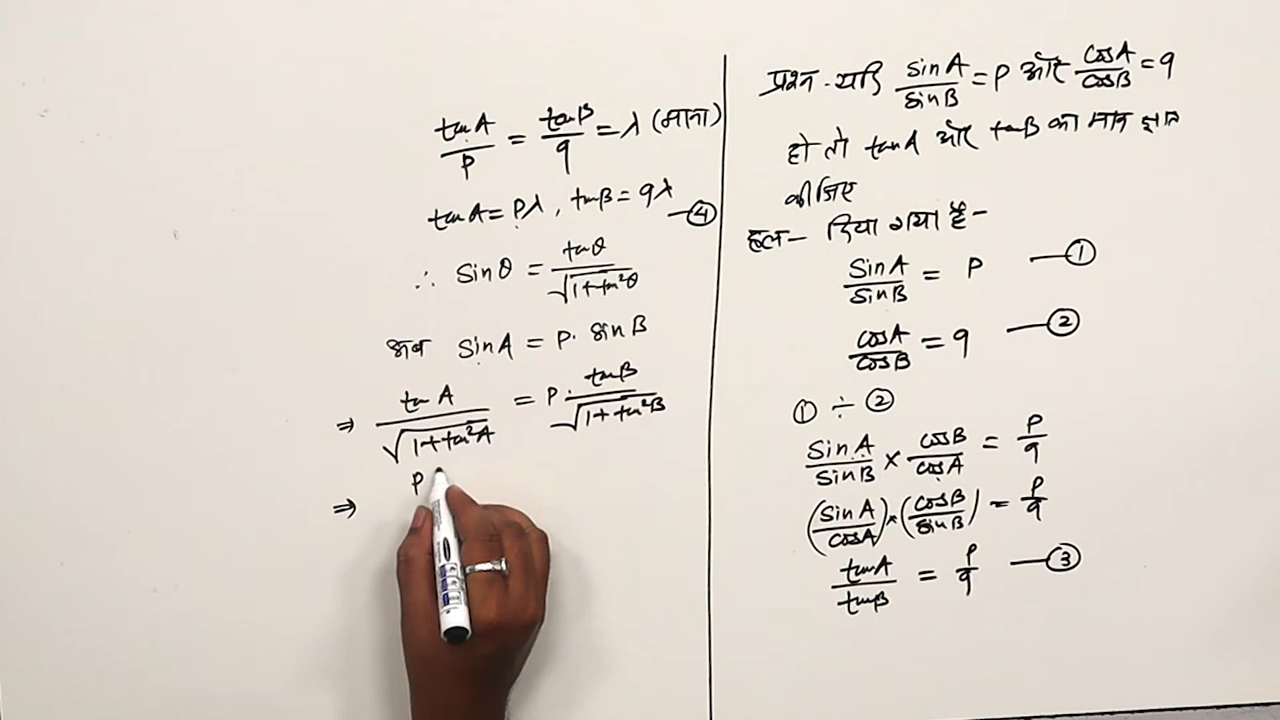 प्रश्न - यदि sinA/sinB = P और cosA/cosB = q
हो तो tanA और tanB का मान ज्ञात
कीजिए
हल - दिया गया है -
sinA/sinB = P — ①
cosA/cosB = q — ②
① ÷ ②
sinA/sinB × cosB/cosA = P/q
(sinA/cosA) × (cosB/sinB) = P/q
tanA/tanB = P/q — ③
tanA/P = tanB/q = λ (माना)
tanA = Pλ, tanB = qλ — ④
∴ sinθ = tanθ/√(1+tan²θ)
अब sinA = P. sinB
⇒ tanA/√(1+tan²A) = P. tanB/√(1+tan²B)
⇒ P